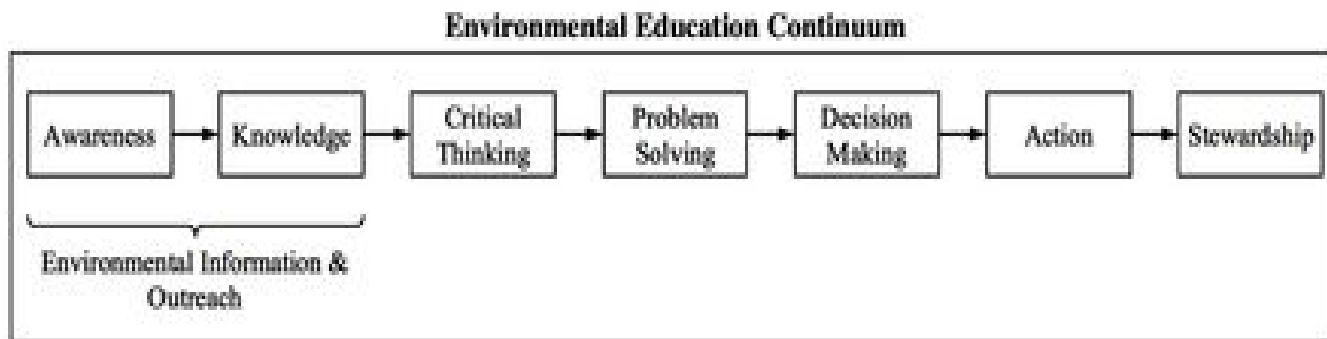 Environmental Education Continuum
Awareness
Knowledge
Critical
Thinking
Problem
Solving
Decision
Making
Action
Stewardship
Environmental Information &
Outreach